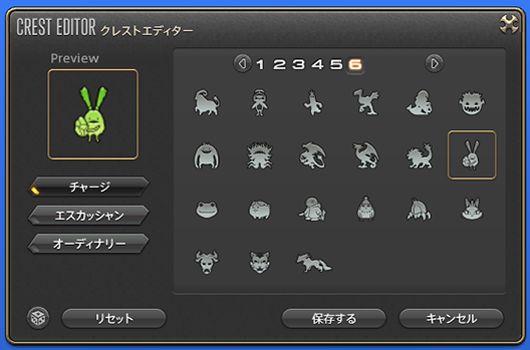 CREST EDITOR クレストエディター
Preview
1 2 3 4 5 6
チャージ
エスカッシャン
オーディナリー
リセット
保存する
キャンセル